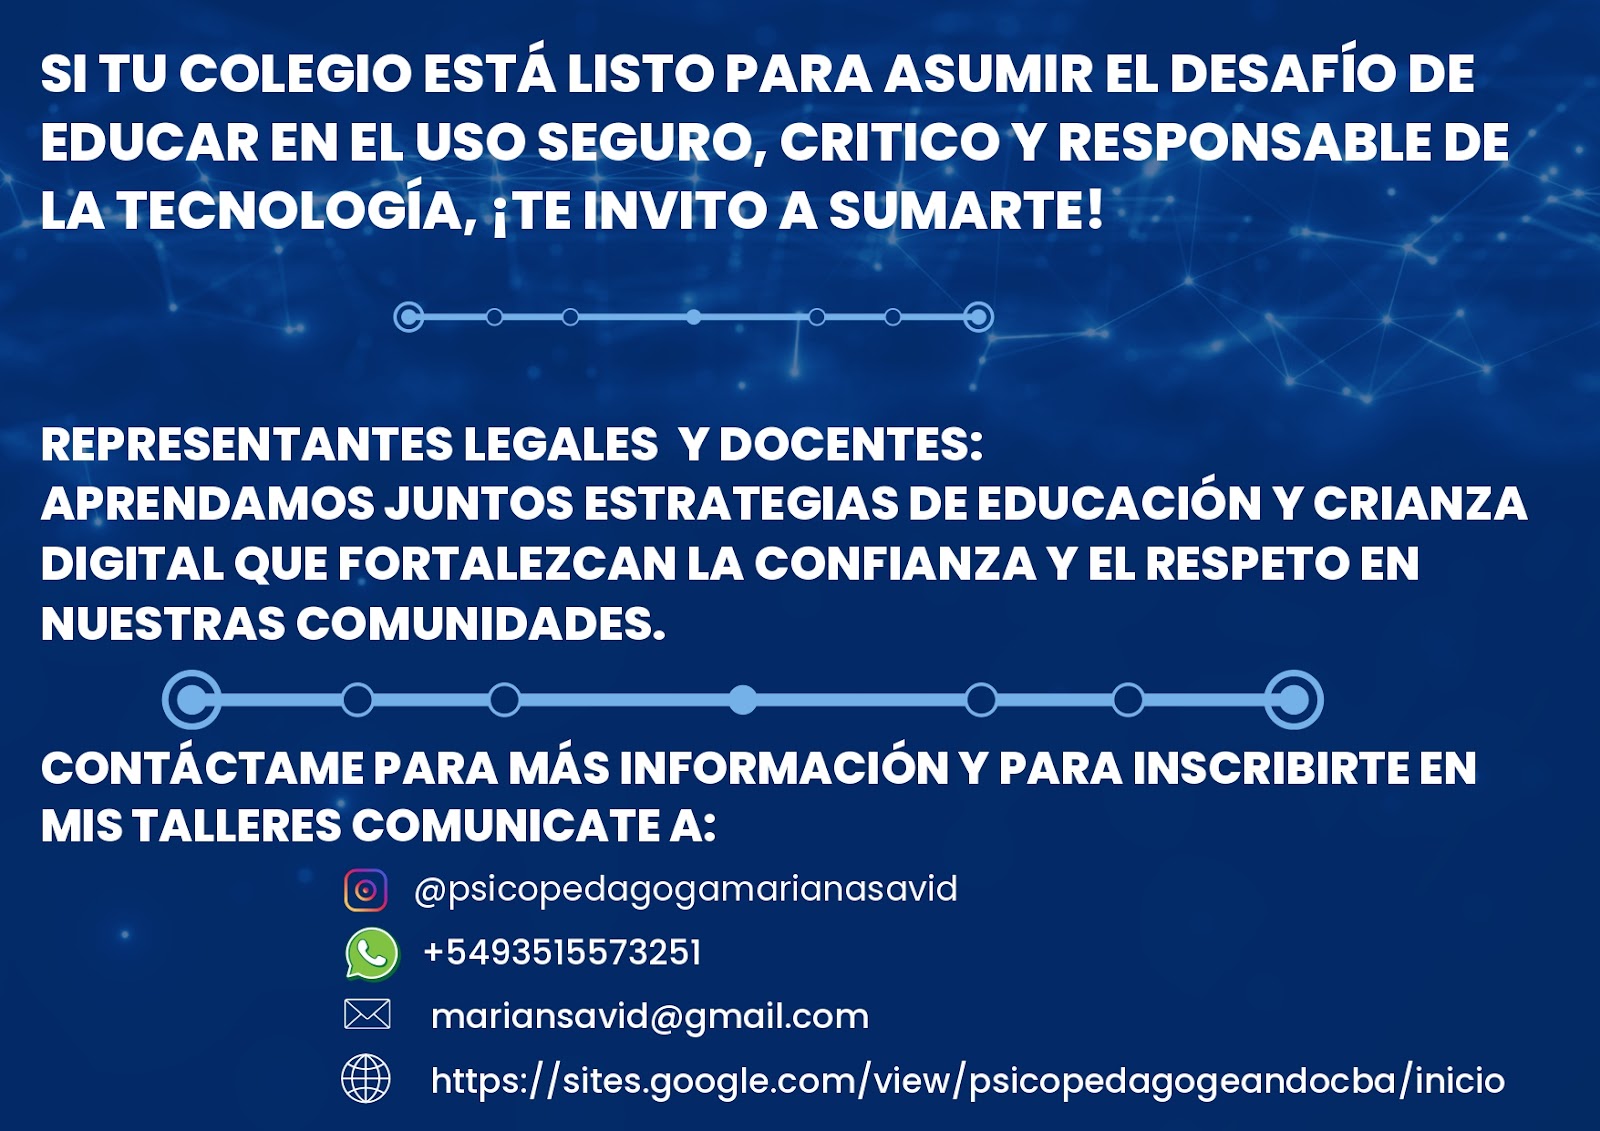 SI TU COLEGIO ESTÁ LISTO PARA ASUMIR EL DESAFÍO DE
EDUCAR EN EL USO SEGURO, CRITICO Y RESPONSABLE DE
LA TECNOLOGÍA, ¡TE INVITO A SUMARTE!
REPRESENTANTES LEGALES Y DOCENTES:
APRENDAMOS JUNTOS ESTRATEGIAS DE EDUCACIÓN Y CRIANZA
DIGITAL QUE FORTALEZCAN LA CONFIANZA Y EL RESPETO EN
NUESTRAS COMUNIDADES.
CONTÁCTAME PARA MÁS INFORMACIÓN Y PARA INSCRIBIRTE EN
MIS TALLERES COMUNICATE A:
@psicopedagogamarianasavid
+5493515573251
mariansavid@gmail.com
https://sites.google.com/view/psicopedagogeandocba/inicio